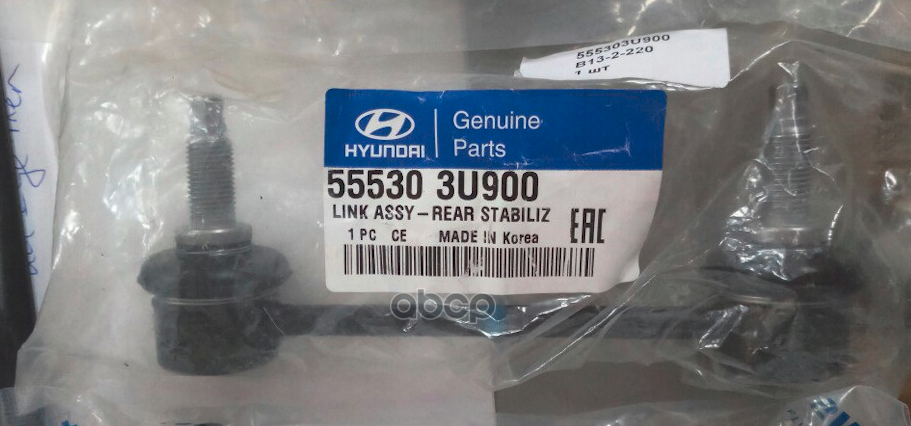 555303U900
B13-2-220
1 шт
HYUNDAI
Genuine
Parts
55530 3U900
LINK ASSY-REAR STABILIZ
1 PC CE MADE IN Korea
EAC
abcp